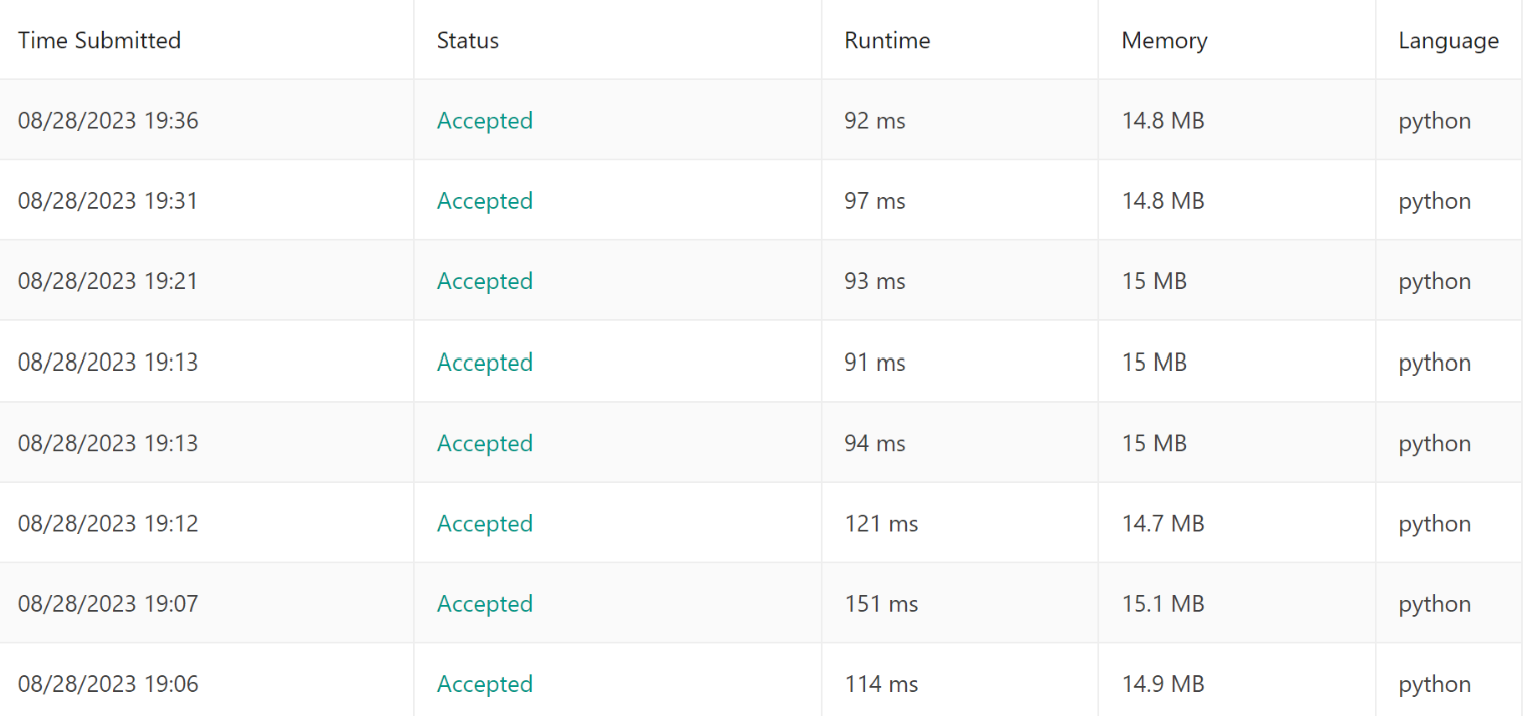 Time Submitted Status Runtime Memory Language
08/28/2023 19:36 Accepted 92 ms 14.8 MB python
08/28/2023 19:31 Accepted 97 ms 14.8 MB python
08/28/2023 19:21 Accepted 93 ms 15 MB python
08/28/2023 19:13 Accepted 91 ms 15 MB python
08/28/2023 19:13 Accepted 94 ms 15 MB python
08/28/2023 19:12 Accepted 121 ms 14.7 MB python
08/28/2023 19:07 Accepted 151 ms 15.1 MB python
08/28/2023 19:06 Accepted 114 ms 14.9 MB python